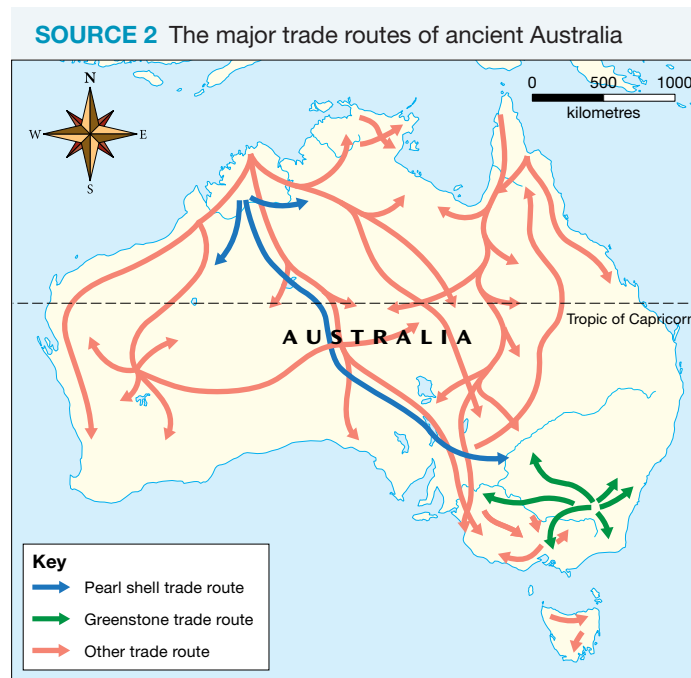 SOURCE 2 The major trade routes of ancient Australia
N
W
E
S
0 500 1000
kilometres
Tropic of Capricorn
AUSTRALIA
Key
Pearl shell trade route
Greenstone trade route
Other trade route